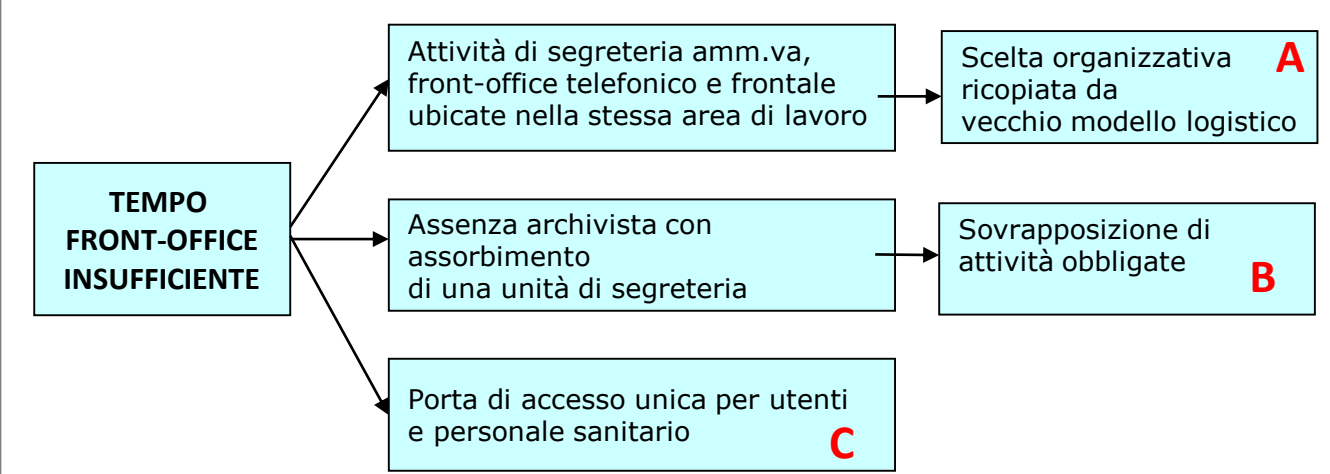 TEMPO
FRONT-OFFICE
INSUFFICIENTE
Attività di segreteria amm.va,
front-office telefonico e frontale
ubicate nella stessa area di lavoro
Scelta organizzativa
ricopiata da
vecchio modello logistico
A
Assenza archivista con
assorbimento
di una unità di segreteria
Sovrapposizione di
attività obbligate
B
Porta di accesso unica per utenti
e personale sanitario
C